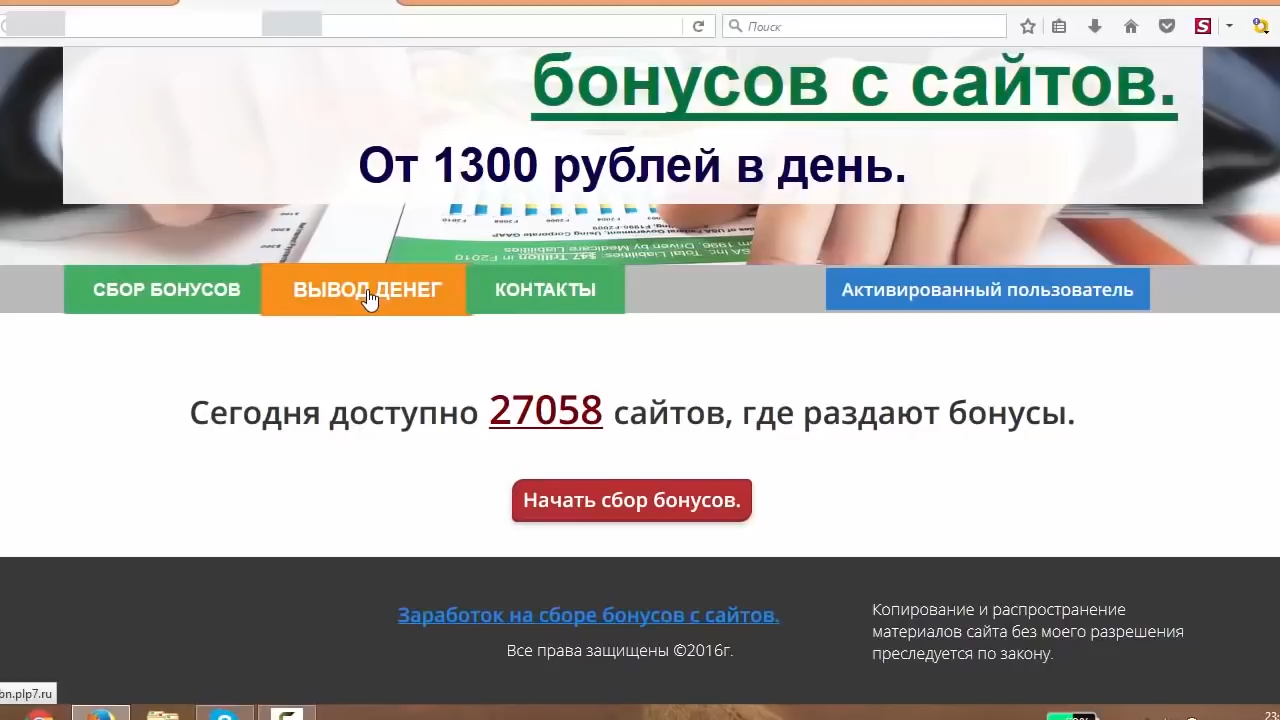 Поиск
бонусов с сайтов.
От 1300 рублей в день.
СБОР БОНУСОВ
ВЫВОД ДЕНЕГ
КОНТАКТЫ
Активированный пользователь
Сегодня доступно 27058 сайтов, где раздают бонусы.
Начать сбор бонусов.
Заработок на сборе бонусов с сайтов.
Все права защищены ©2016г.
Копирование и распространение
материалов сайта без моего разрешения
преследуется по закону.
bn.plp7.ru